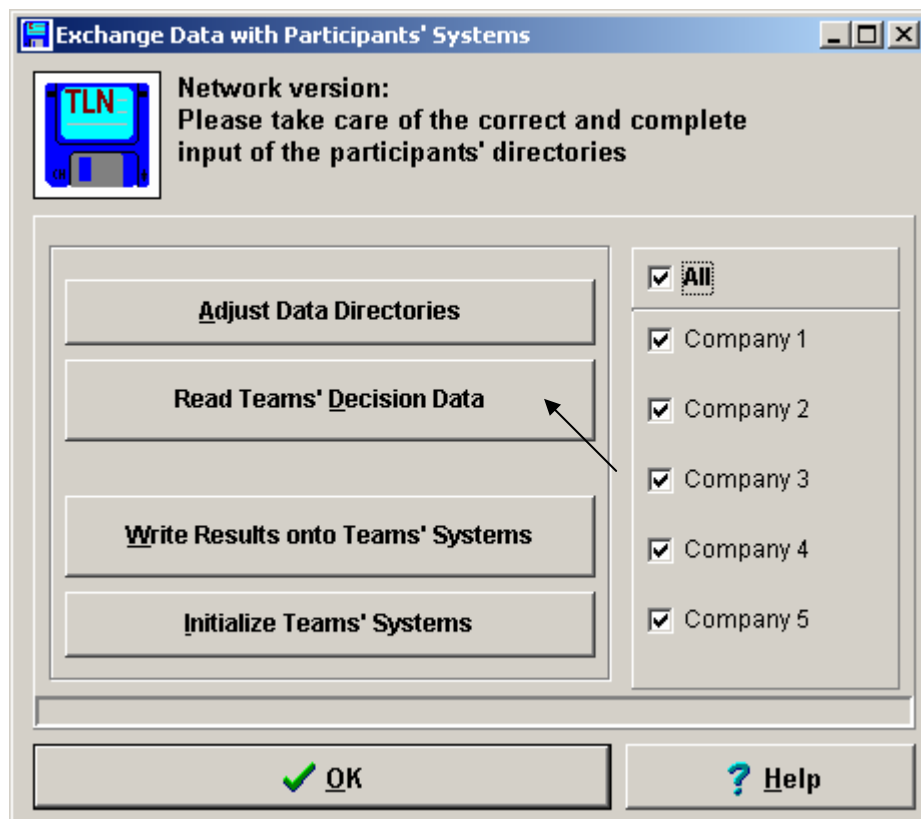 Exchange Data with Participants' Systems
TLN
Network version:
Please take care of the correct and complete
input of the participants' directories
Adjust Data Directories
Read Teams' Decision Data
Write Results onto Teams' Systems
Initialize Teams' Systems
All
Company 1
Company 2
Company 3
Company 4
Company 5
OK
? Help